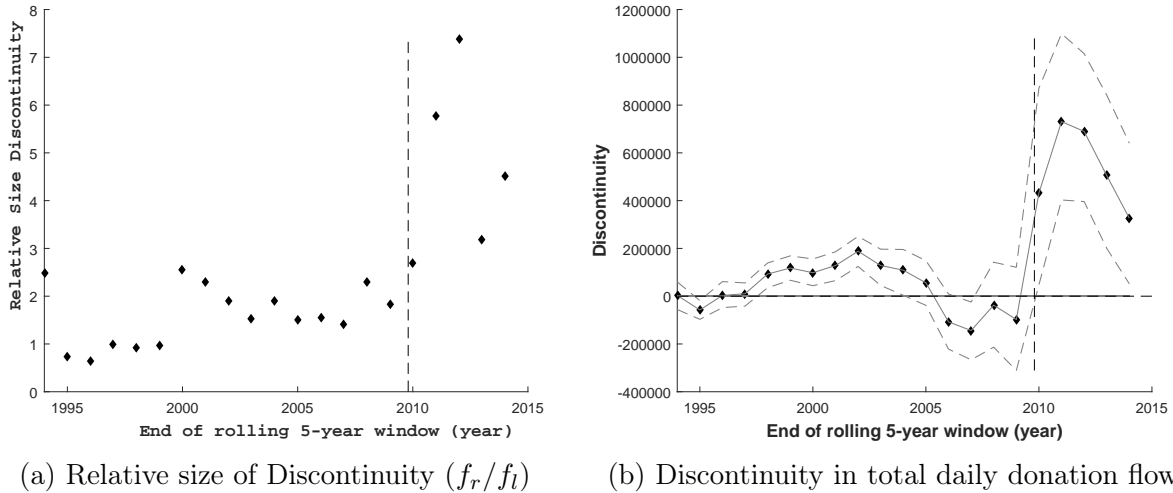 Relative Size Discontinuity
8
7
6
5
4
3
2
1
0
1995 2000 2005 2010 2015
End of rolling 5-year window (year)
(a) Relative size of Discontinuity (f_r/f_l)
Discontinuity
1200000
1000000
800000
600000
400000
200000
0
-200000
-400000
1995 2000 2005 2010 2015
End of rolling 5-year window (year)
(b) Discontinuity in total daily donation flow